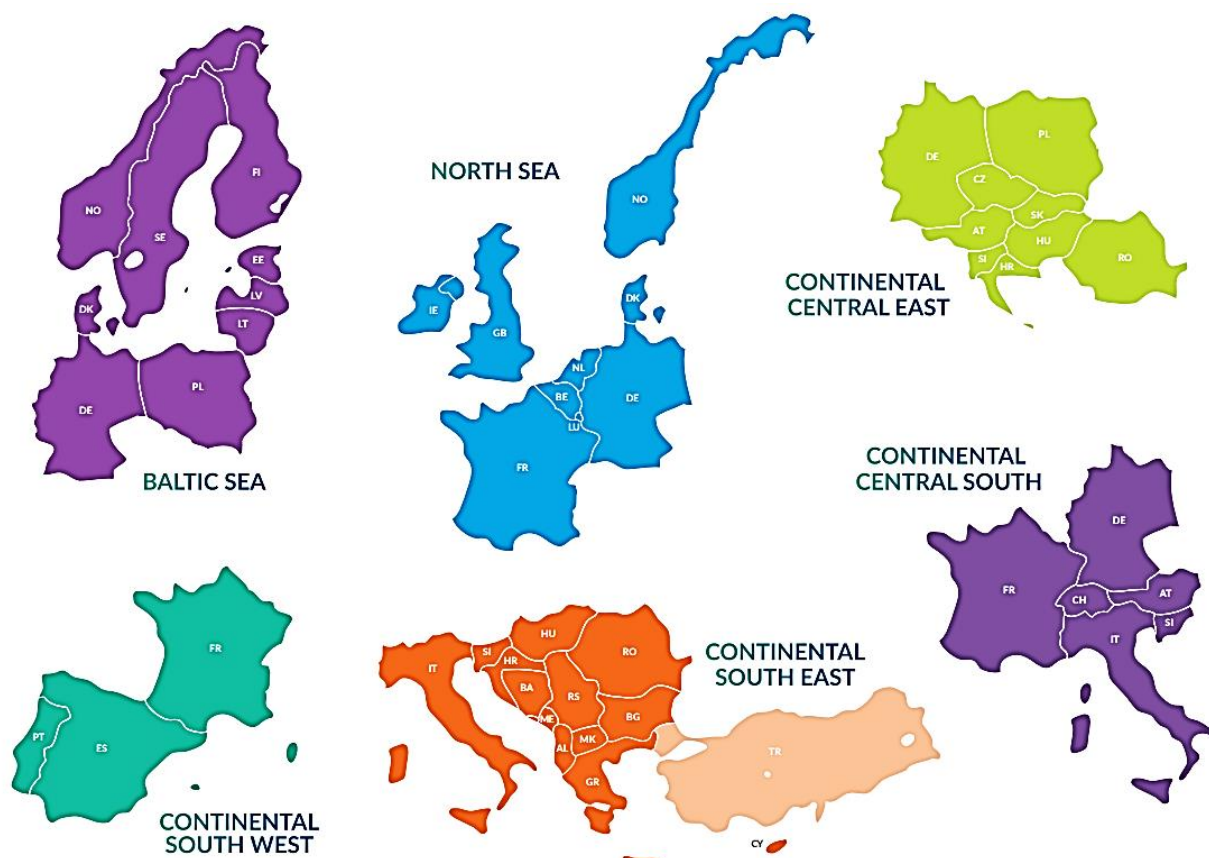 NO
SE
FI
EE
LV
LT
DK
DE
PL
BALTIC SEA
NORTH SEA
NO
IE
GB
DK
NL
BE
DE
LU
FR
DE
PL
CZ
SK
AT
HU
SI
HR
RO
CONTINENTAL
CENTRAL EAST
CONTINENTAL
CENTRAL SOUTH
DE
FR
CH
AT
IT
SI
FR
PT
ES
CONTINENTAL
SOUTH WEST
IT
SI
HU
HR
RO
BA
RS
ME
BG
AL
MK
GR
TR
CY
CONTINENTAL
SOUTH EAST